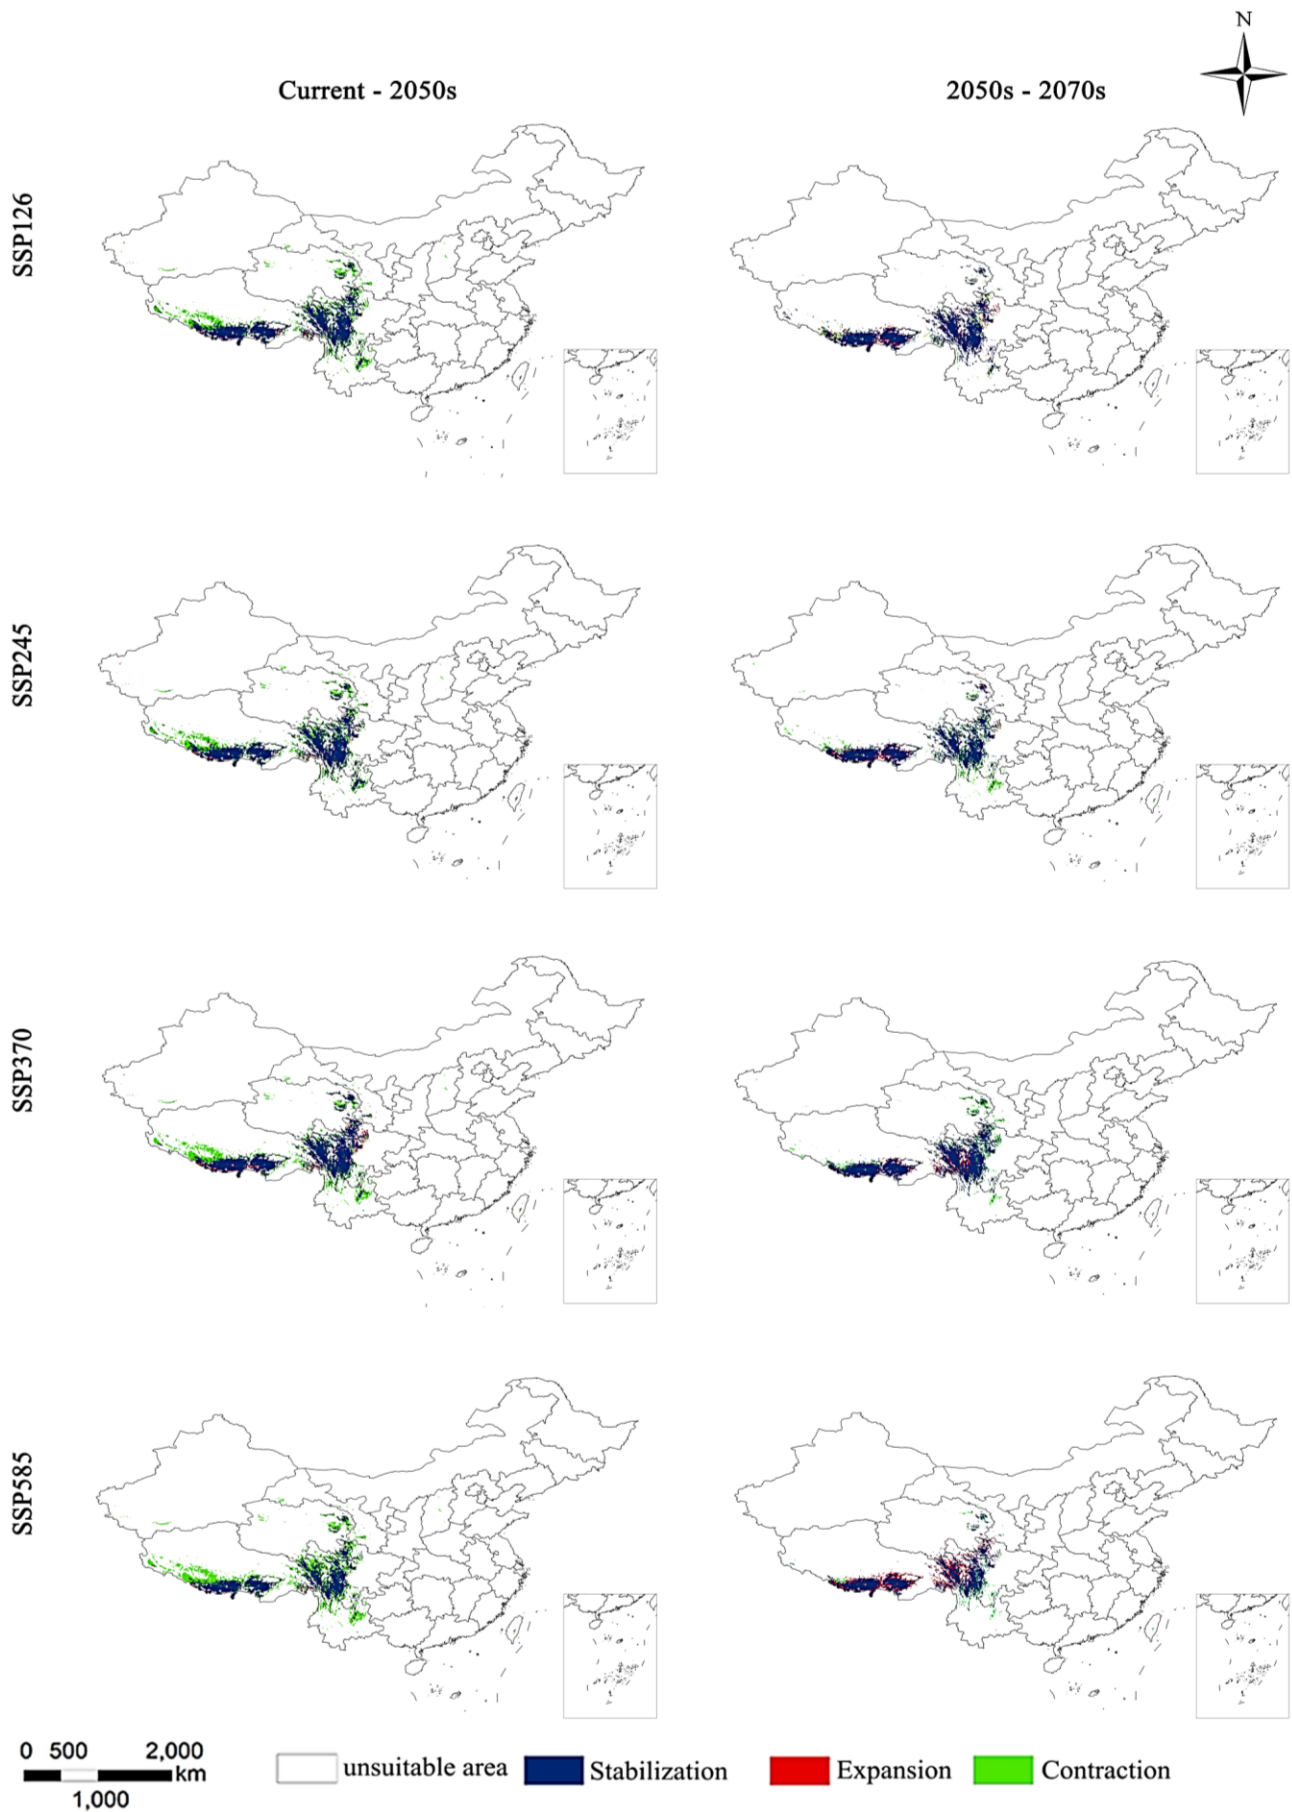 N
Current - 2050s
2050s - 2070s
SSP126
SSP245
SSP370
SSP585
0 500 2,000
km
1,000
unsuitable area
Stabilization
Expansion
Contraction